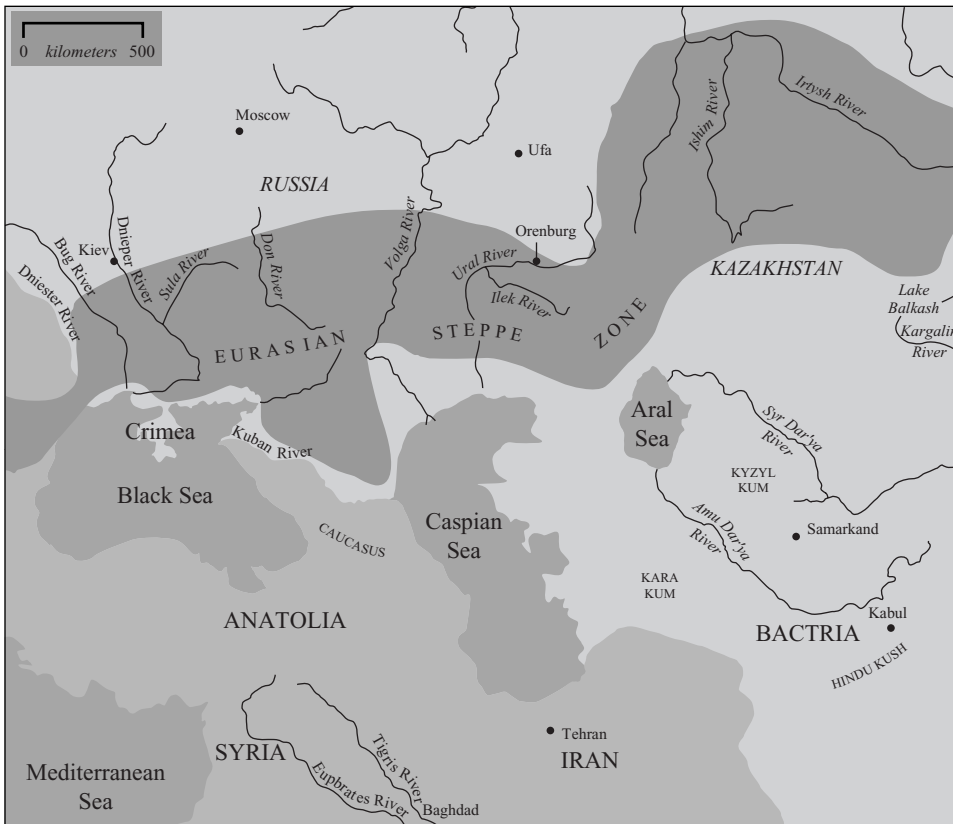 0 kilometers 500
Moscow
Ufa
Irtysh River
Ishim River
RUSSIA
Volga River
Orenburg
Kiev
Bug River
Dnieper River
Sula River
Don River
Ural River
KAZAKHSTAN
Dniester River
Ilek River
Lake
Balkash
Kargalin
River
EURASIAN
STEPPE
ZONE
Aral
Sea
Syr Dar'ya
River
Crimea
Kuban River
KYZYL
KUM
Black Sea
Amu Dar'ya
River
Caspian
Sea
Samarkand
CAUCASUS
KARA
KUM
Kabul
ANATOLIA
BACTRIA
HINDU KUSH
Tehran
SYRIA
Tigris River
IRAN
Mediterranean
Sea
Eupbrates River
Baghdad